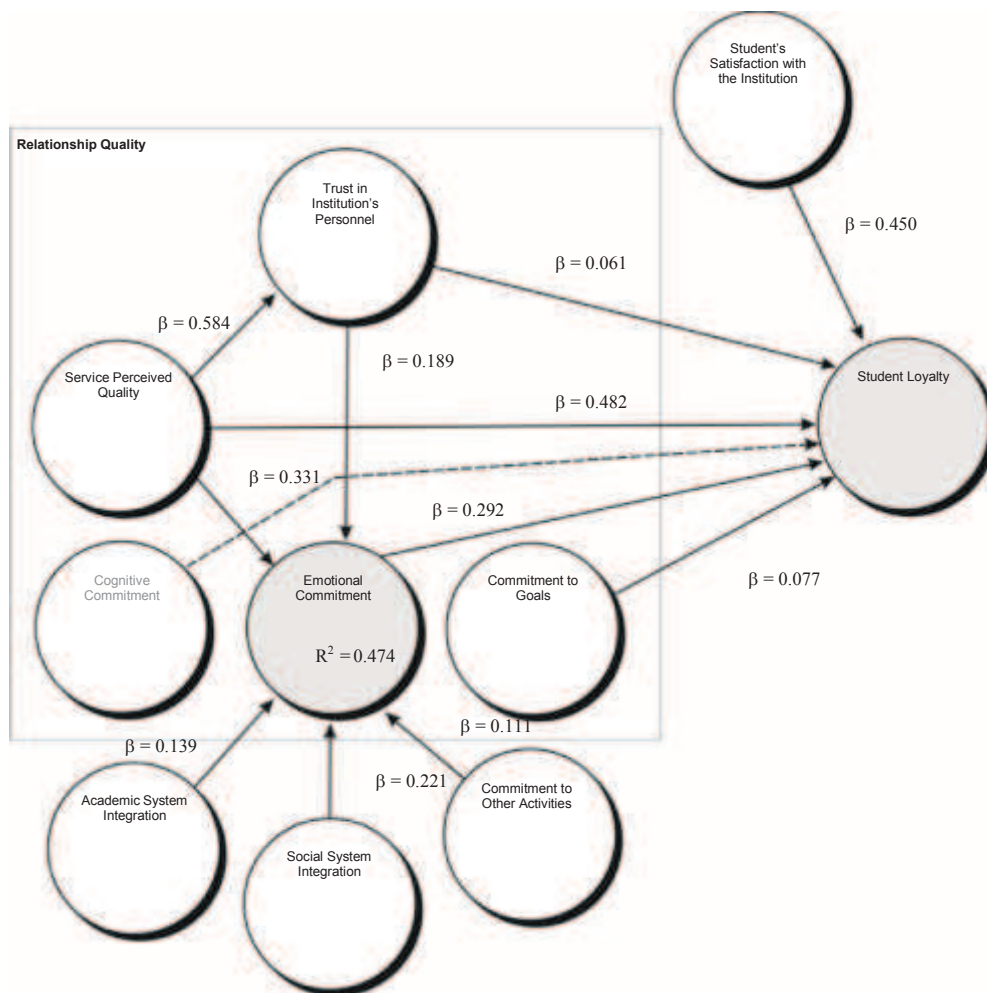 Student's
Satisfaction with
the Institution
Relationship Quality
Trust in
Institution's
Personnel
β = 0.450
β = 0.061
β = 0.584
β = 0.189
Service Perceived
Quality
Student Loyalty
β = 0.482
β = 0.331
β = 0.292
Cognitive
Commitment
Emotional
Commitment
Commitment to
Goals
β = 0.077
R² = 0.474
β = 0.111
β = 0.139
β = 0.221
Academic System
Integration
Commitment to
Other Activities
Social System
Integration